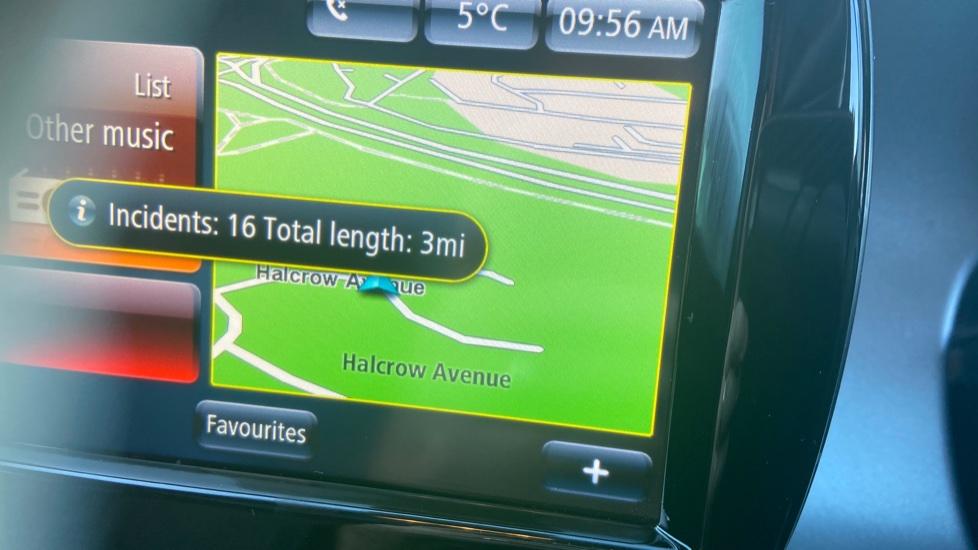 5°C
09:56 AM
List
Other music
Incidents: 16 Total length: 3mi
Halcrow Avenue
Halcrow Avenue
Favourites
+